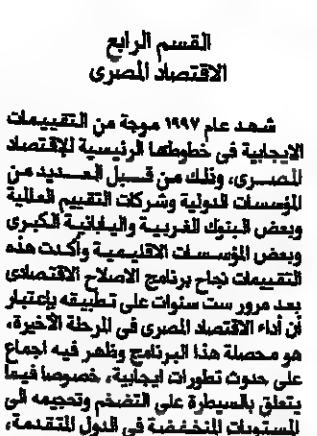 القسم الرابع
الاقتصاد المصرى
شهد عام ١٩٩٧ موجة من التقييمات
الايجابية فى خطوطها الرئيسية للإقتصاد
المصرى، وذلك من قبل العديد من
المؤسسات الدولية وشركات التقييم العالمية
وبعض البنوك الغربية واليابانية الكبرى
وبعض المؤسسات الاقليمية وأكدت هذه
التقييمات نجاح برنامج الاصلاح الاقتصادى
بعد مرور ست سنوات على تطبيقه بإعتبار
أن أداء الاقتصاد المصرى فى المرحلة الأخيرة،
هو محصلة هذا البرنامج وظهر فيه اجماع
على حدوث تطورات ايجابية، خصوصا فيما
يتعلق بالسيطرة على التضخم وتحجيمه الى
المستويات المنخفضة فى الدول المتقدمة،